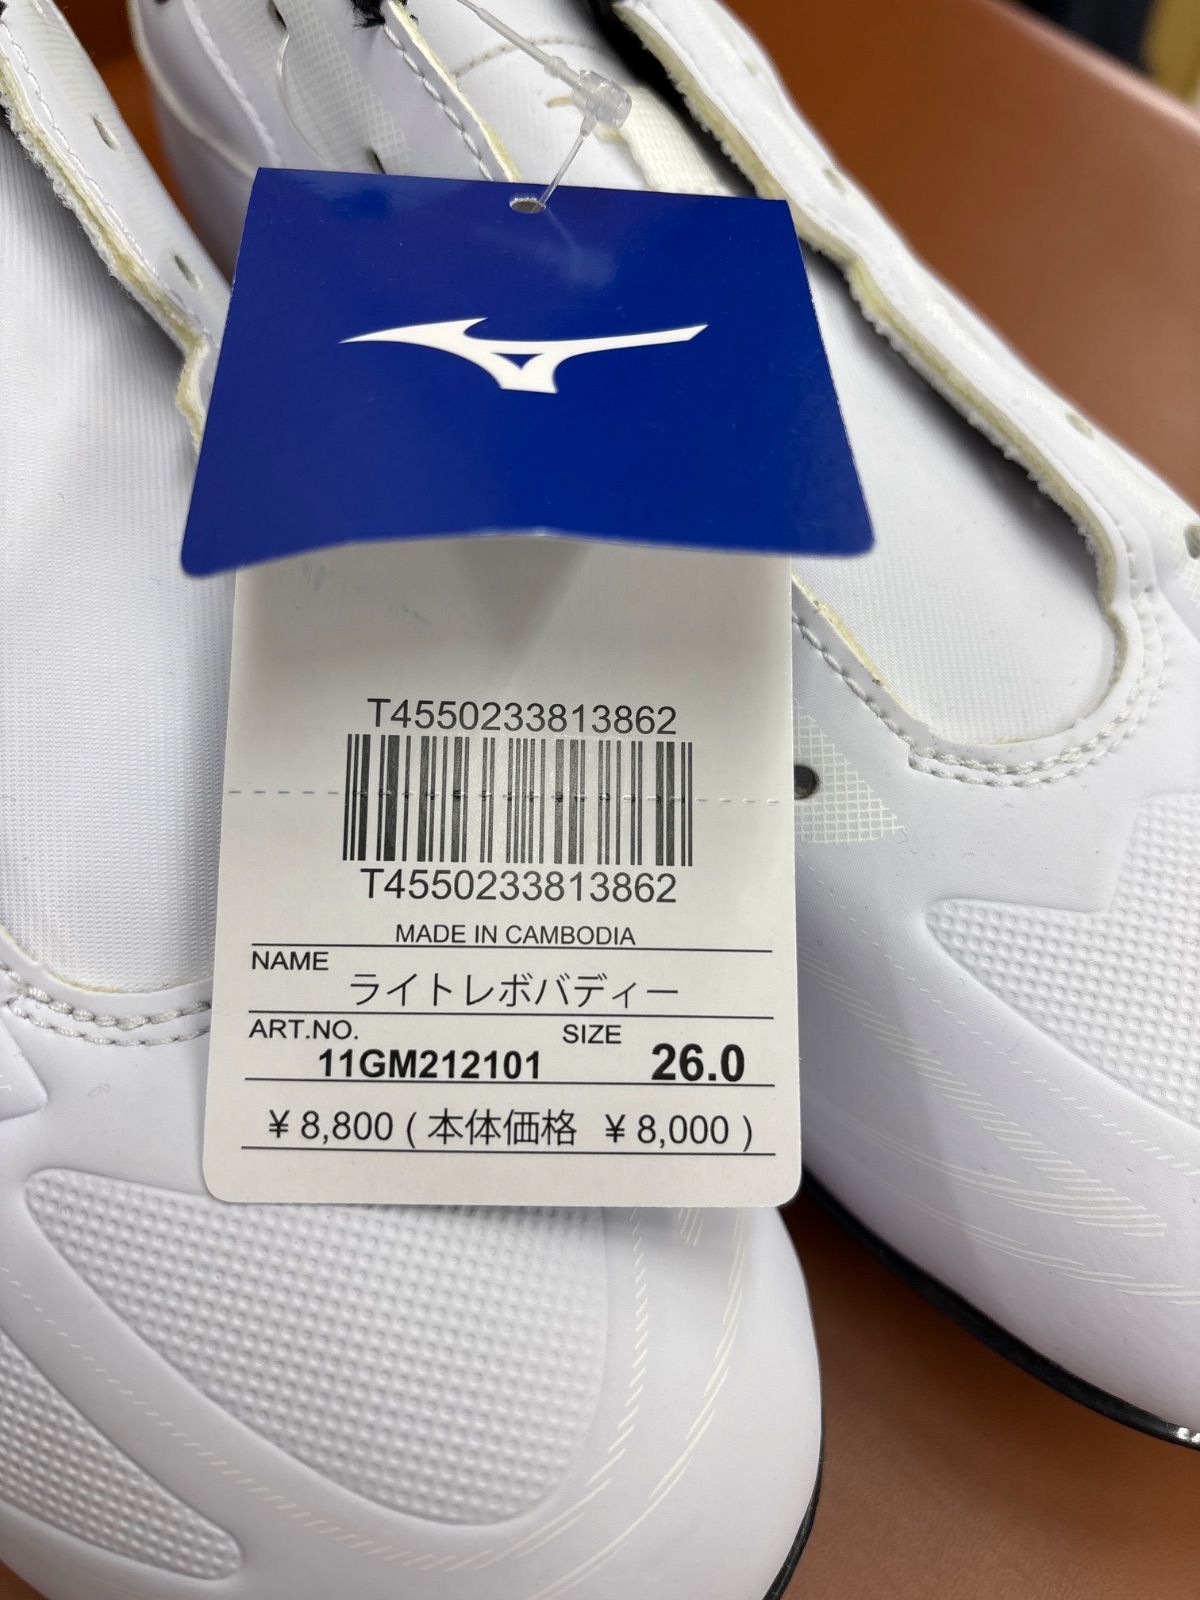 T4550233813862
T4550233813862
MADE IN CAMBODIA
NAME
ライトレボバディー
ART.NO. SIZE
11GM212101 26.0
¥8,800 ( 本体価格 ¥8,000 )